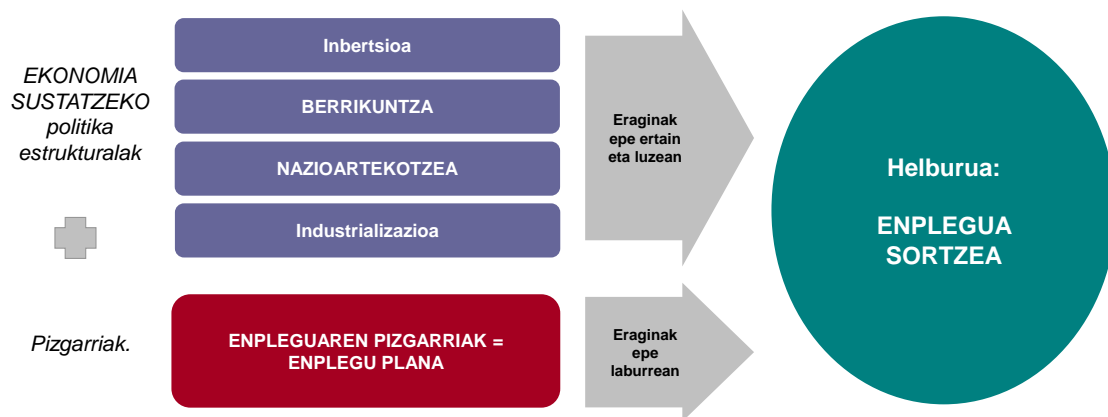 EKONOMIA
SUSTATZEKO
politika
estrukturalak
Inbertsioa
BERRIKUNTZA
NAZIOARTEKOTZEA
Industrializazioa
Eraginak
epe ertain
eta luzean
Helburua:
ENPLEGUA
SORTZEA
Pizgarriak.
ENPLEGUAREN PIZGARRIAK =
ENPLEGU PLANA
Eraginak
epe
laburrean